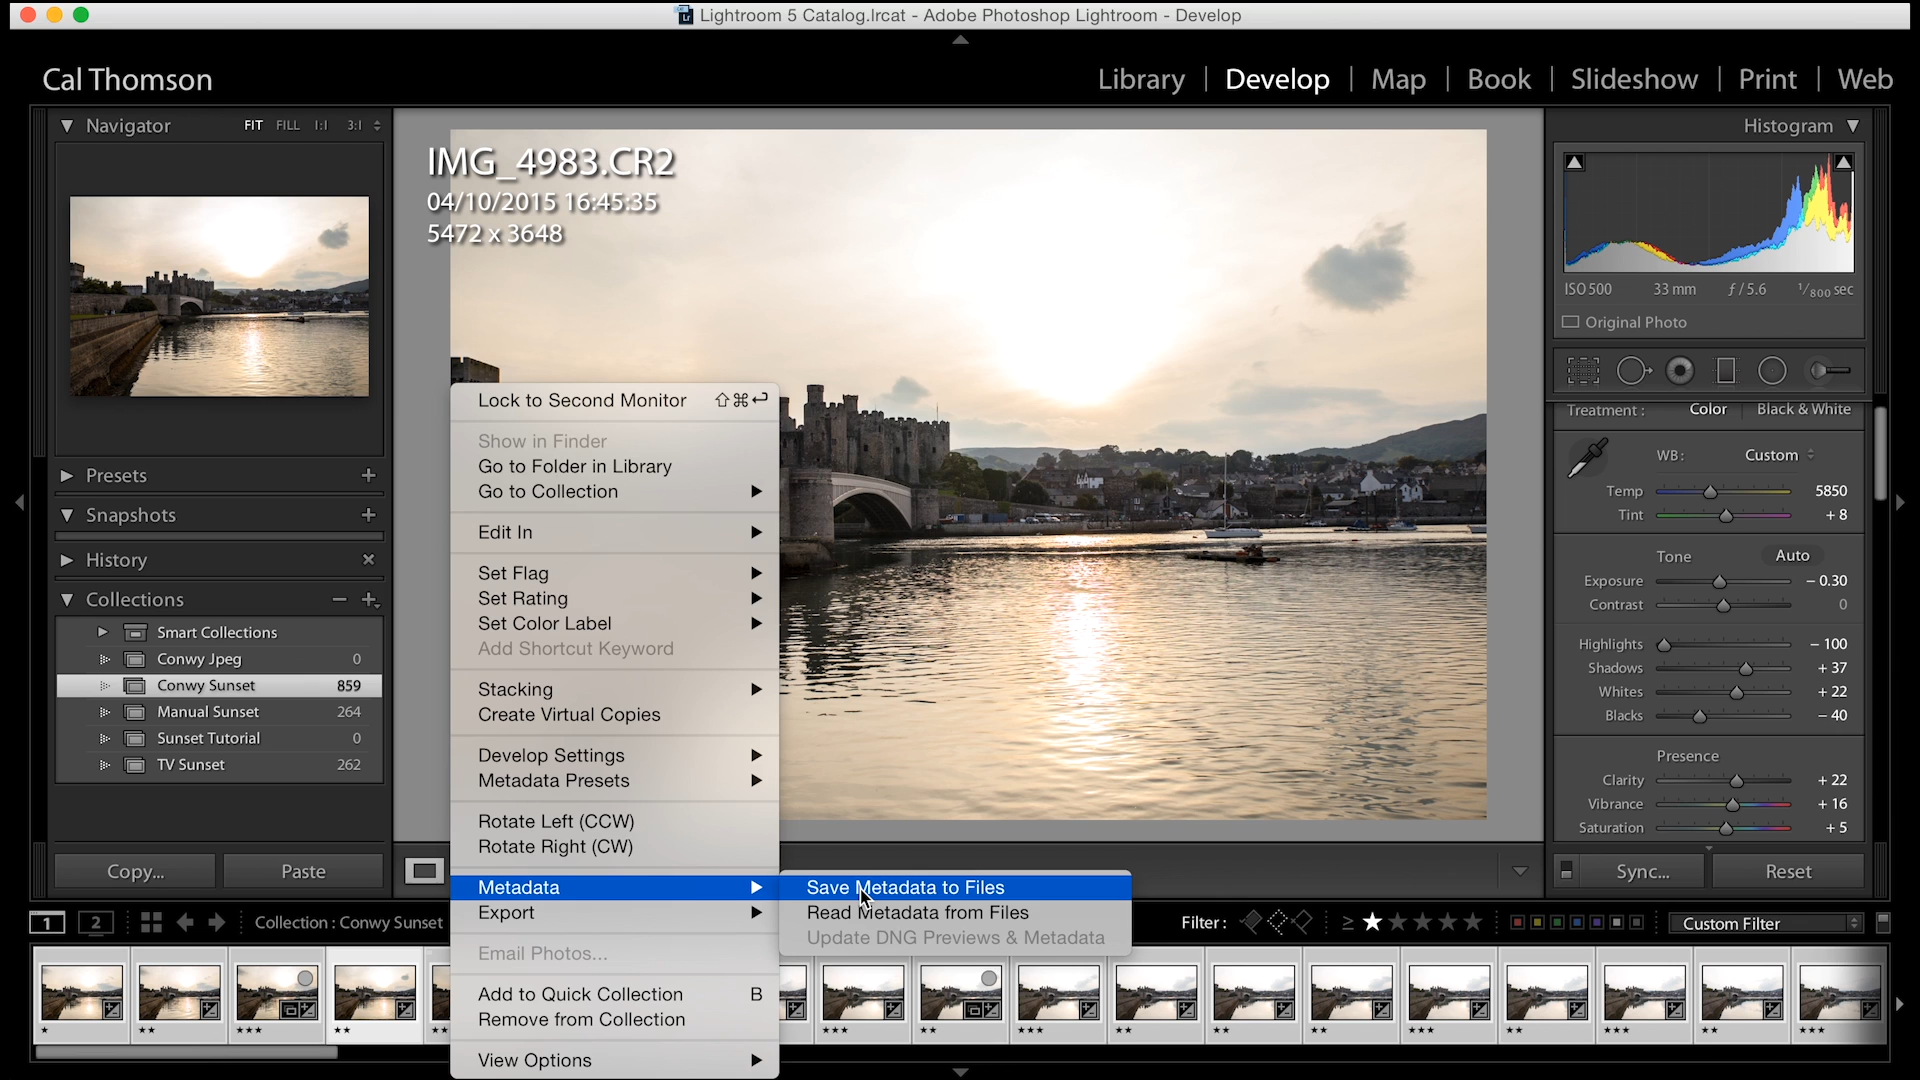 Lightroom 5 Catalog.lrcat - Adobe Photoshop Lightroom - Develop
Cal Thomson
Library | Develop | Map | Book | Slideshow | Print | Web
Navigator FIT FILL 1:1 3:1
Histogram
IMG_4983.CR2
04/10/2015 16:45:35
5472 x 3648
ISO 500 33 mm ƒ / 5.6 1/800 sec
Original Photo
Treatment : Color Black & White
WB : Custom
Temp 5850
Tint + 8
Tone Auto
Exposure – 0.30
Contrast 0
Highlights – 100
Shadows + 37
Whites + 22
Blacks – 40
Presence
Clarity + 22
Vibrance + 16
Saturation + 5
Sync... Reset
Presets
Snapshots
History
Collections
Smart Collections
Conwy Jpeg 0
Conwy Sunset 859
Manual Sunset 264
Sunset Tutorial 0
TV Sunset 262
Copy... Paste
Lock to Second Monitor ⇧⌘↩
Show in Finder
Go to Folder in Library
Go to Collection
Edit In
Set Flag
Set Rating
Set Color Label
Add Shortcut Keyword
Stacking
Create Virtual Copies
Develop Settings
Metadata Presets
Rotate Left (CCW)
Rotate Right (CW)
Metadata
Export
Email Photos...
Add to Quick Collection B
Remove from Collection
View Options
Save Metadata to Files
Read Metadata from Files
Update DNG Previews & Metadata
1 2 Collection : Conwy Sunset
Filter : ≥ Custom Filter